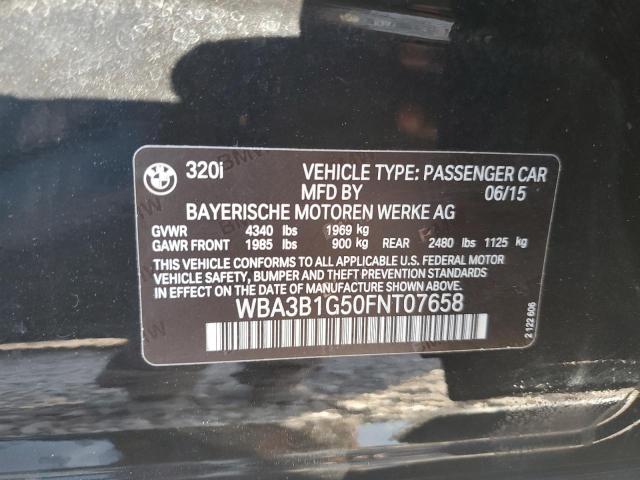 320i VEHICLE TYPE: PASSENGER CAR
MFD BY 06/15
BAYERISCHE MOTOREN WERKE AG
GVWR 4340 lbs 1969 kg
GAWR FRONT 1985 lbs 900 kg REAR 2480 lbs 1125 kg
THIS VEHICLE CONFORMS TO ALL APPLICABLE U.S. FEDERAL MOTOR
VEHICLE SAFETY, BUMPER AND THEFT PREVENTION STANDARDS
IN EFFECT ON THE DATE OF MANUFACTURE SHOWN ABOVE.
WBA3B1G50FNT07658
2 122 606